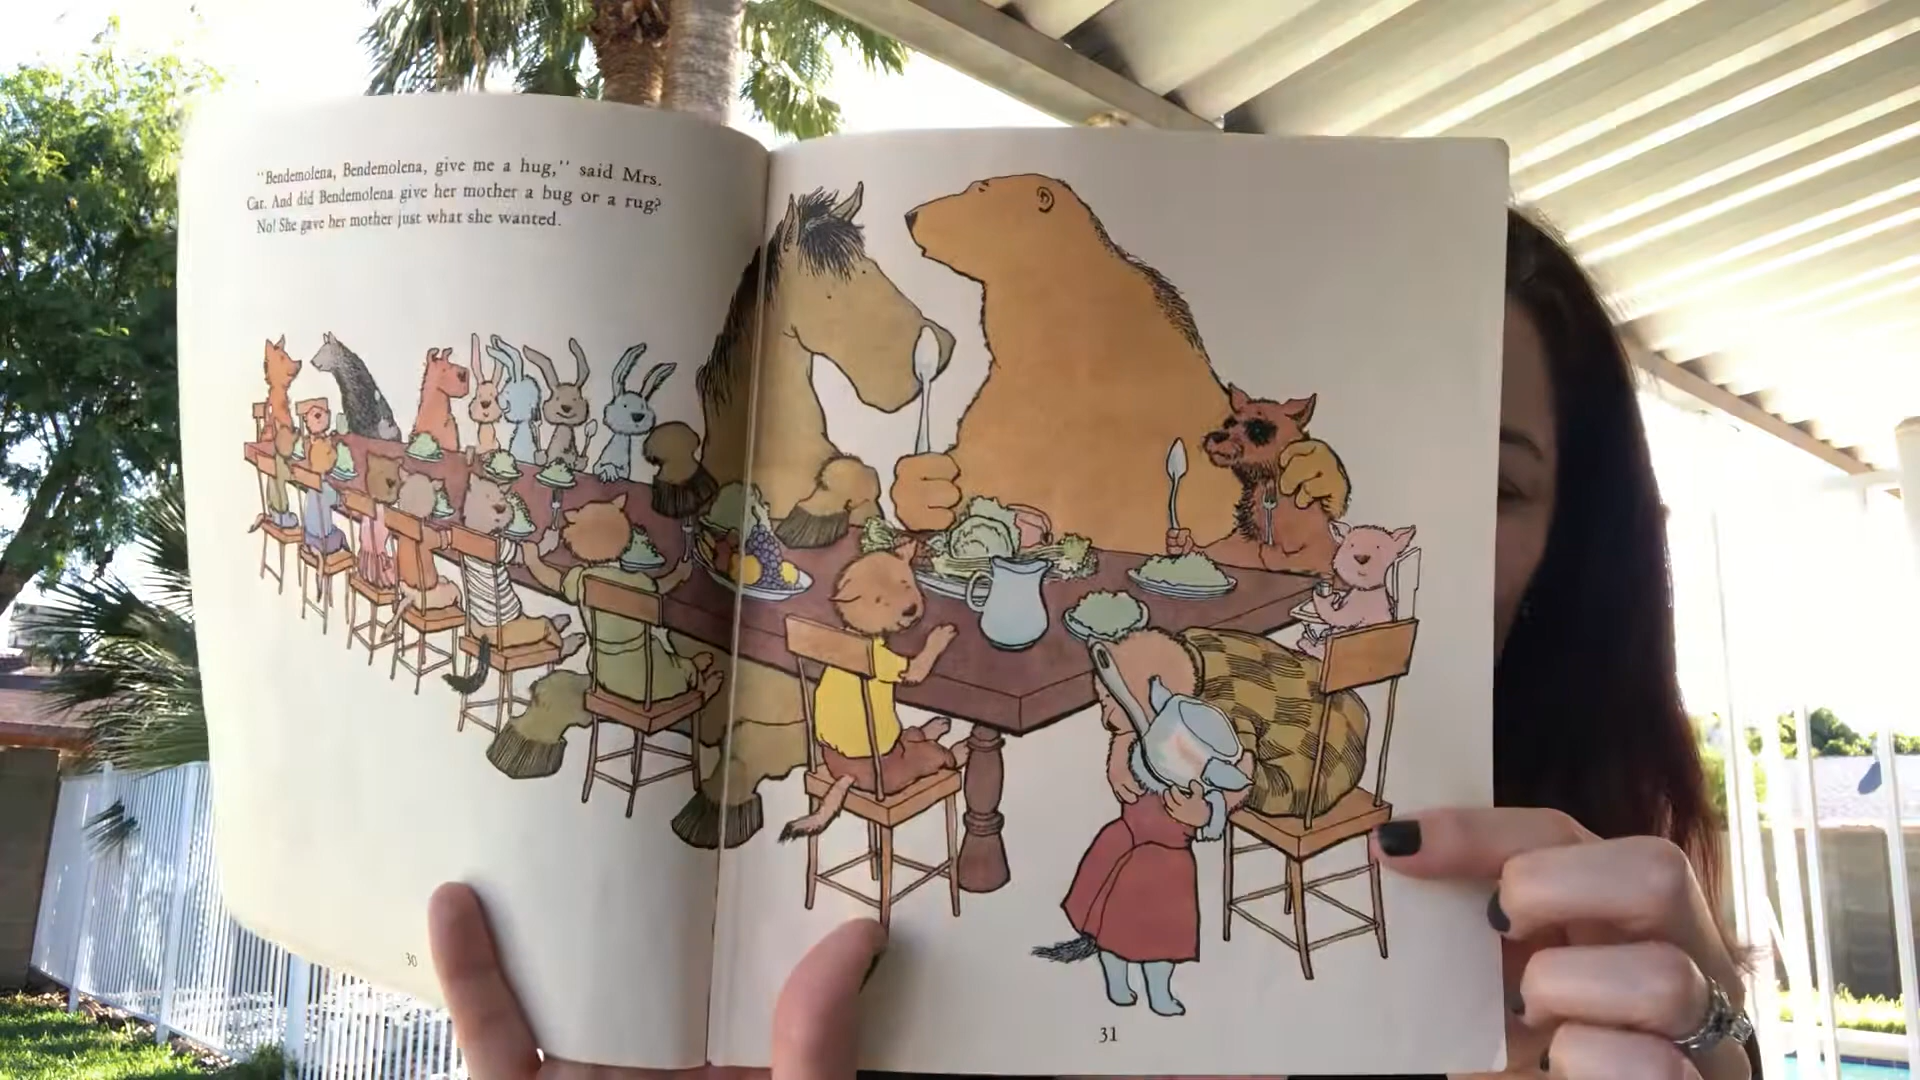 "Bendemolena, Bendemolena, give me a hug," said Mrs.
Cat. And did Bendemolena give her mother a bug or a rug?
No! She gave her mother just what she wanted.
30
31